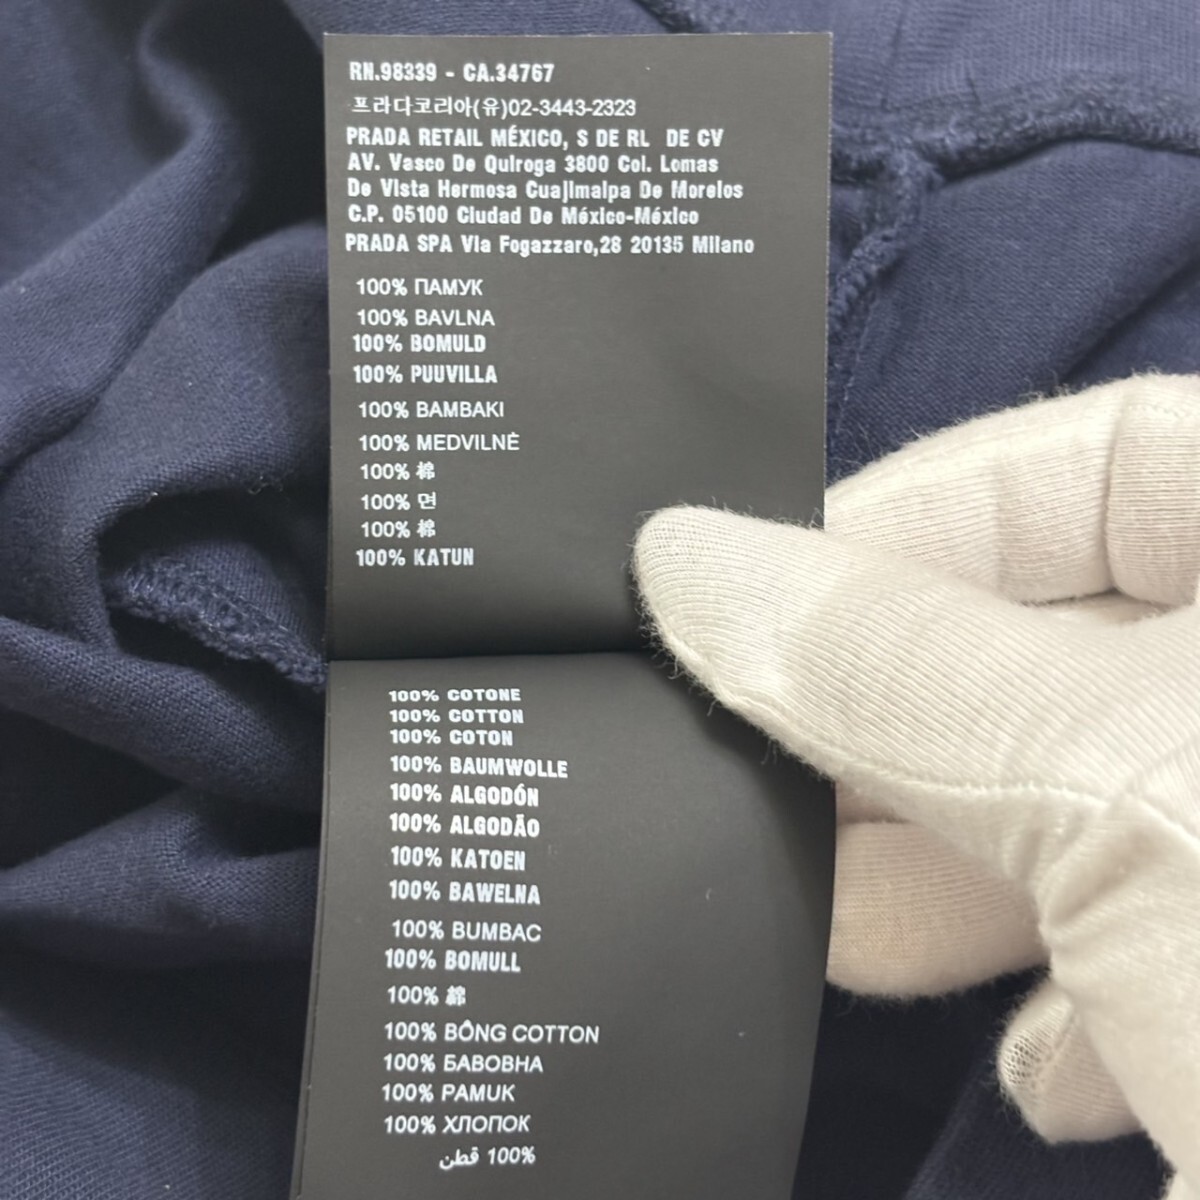 RN.98339 - CA.34767
프라다코리아(유)02-3443-2323
PRADA RETAIL MÉXICO, S DE RL DE CV
AV. Vasco De Quiroga 3800 Col. Lomas
De Vista Hermosa Cuajimalpa De Morelos
C.P. 05100 Ciudad De México-México
PRADA SPA Via Fogazzaro,28 20135 Milano
100% ПАМУК
100% BAVLNA
100% BOMULD
100% PUUVILLA
100% BAMBAKI
100% MEDVILNĖ
100% 棉
100% 면
100% 棉
100% KATUN
100% COTONE
100% COTTON
100% COTON
100% BAUMWOLLE
100% ALGODÓN
100% ALGODÃO
100% KATOEN
100% BAWELNA
100% BUMBAC
100% BOMULL
100% 綿
100% BÔNG COTTON
100% БАВОВНА
100% PAMUK
100% ХЛОПОК
100% قطن